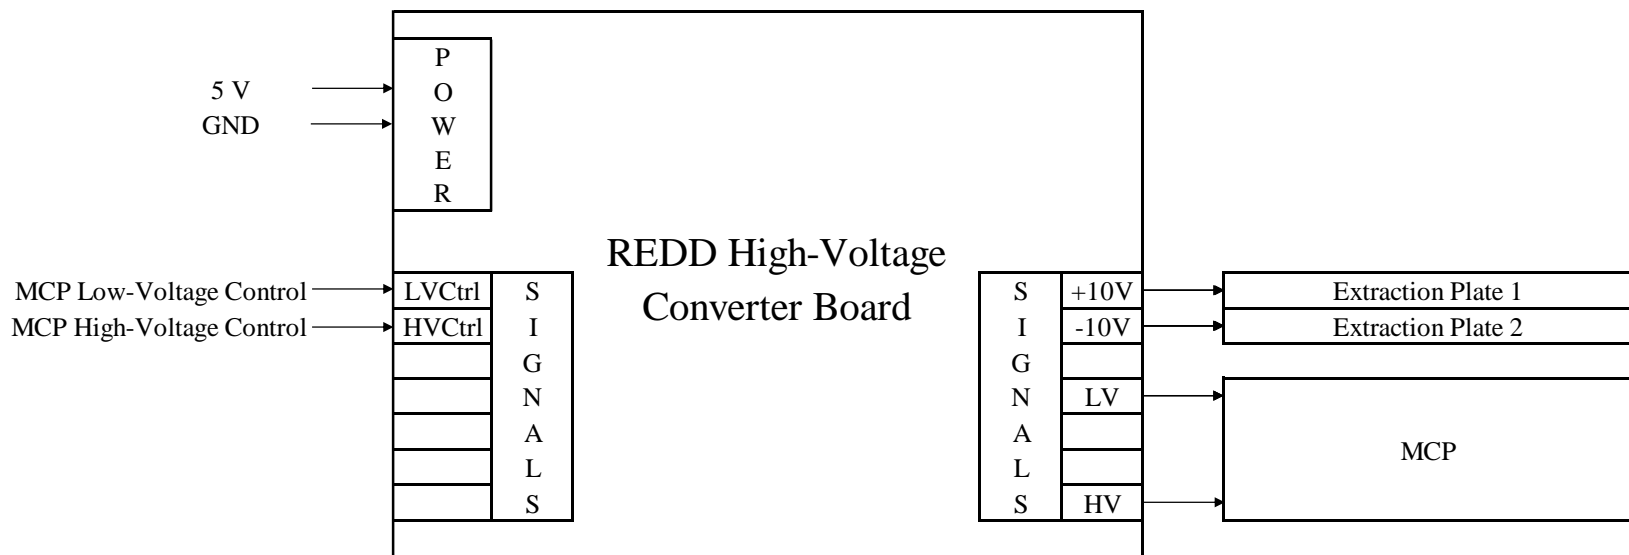 P
O
W
E
R
5 V
GND
REDD High-Voltage
Converter Board
MCP Low-Voltage Control
MCP High-Voltage Control
LVCtrl
HVCtrl
S
I
G
N
A
L
S
S
I
G
N
A
L
S
+10V
-10V
LV
HV
Extraction Plate 1
Extraction Plate 2
MCP